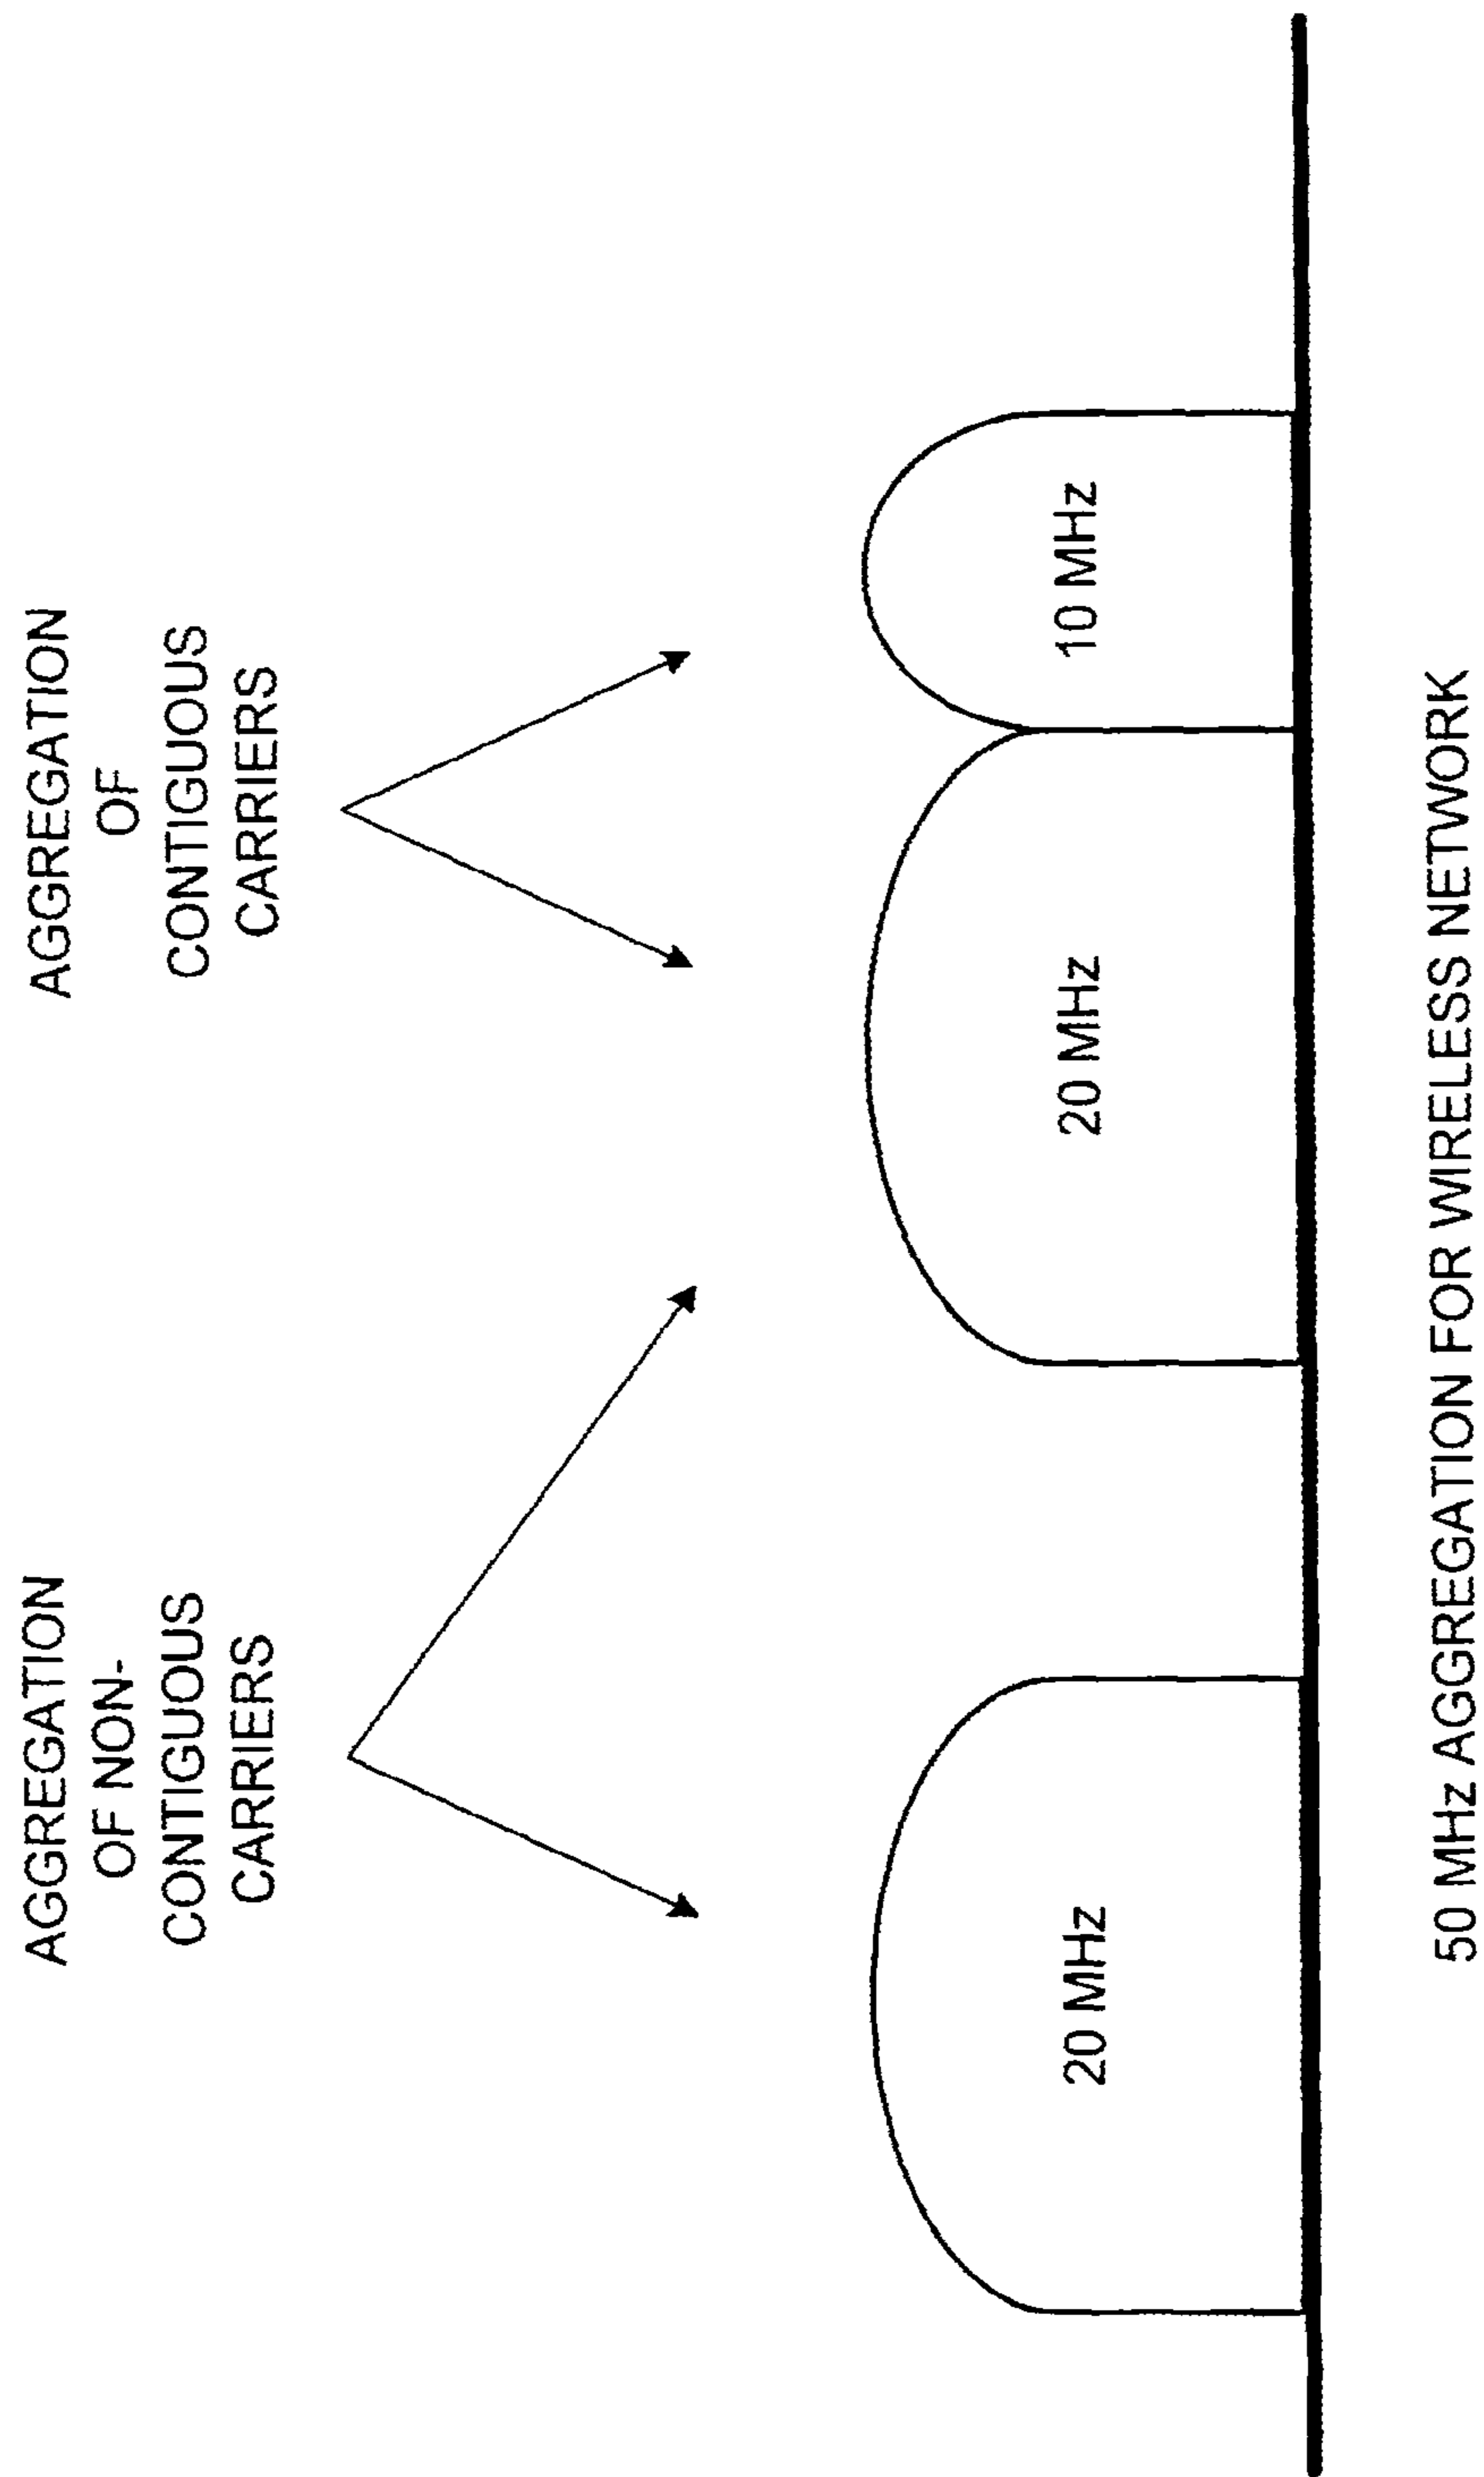 AGGREGATION
OF NON-
CONTIGUOUS
CARRIERS
AGGREGATION
OF
CONTIGUOUS
CARRIERS
20 MHz
20 MHz
10 MHz
50 MHz AGGREGATION FOR WIRELESS NETWORK